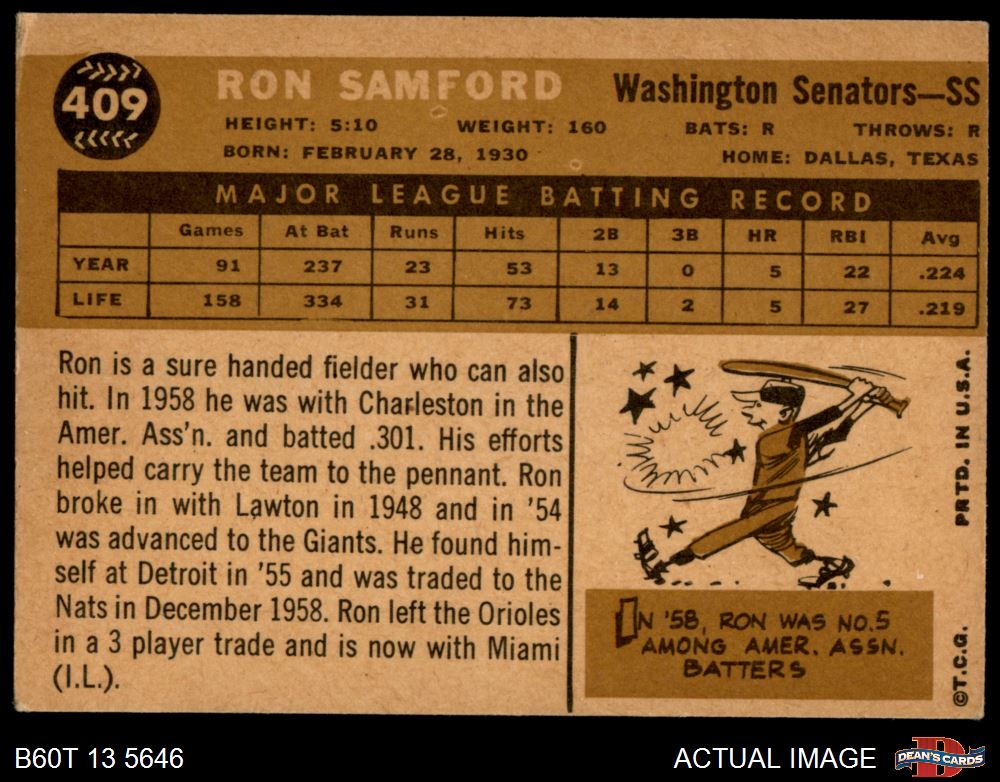 409
RON SAMFORD
Washington Senators—SS
HEIGHT: 5:10 WEIGHT: 160 BATS: R THROWS: R
BORN: FEBRUARY 28, 1930 HOME: DALLAS, TEXAS
MAJOR LEAGUE BATTING RECORD
Games At Bat Runs Hits 2B 3B HR RBI Avg
YEAR 91 237 23 53 13 0 5 22 .224
LIFE 158 334 31 73 14 2 5 27 .219
Ron is a sure handed fielder who can also
hit. In 1958 he was with Charleston in the
Amer. Ass'n. and batted .301. His efforts
helped carry the team to the pennant. Ron
broke in with Lawton in 1948 and in '54
was advanced to the Giants. He found him-
self at Detroit in '55 and was traded to the
Nats in December 1958. Ron left the Orioles
in a 3 player trade and is now with Miami
(I.L.).
IN '58, RON WAS NO.5
AMONG AMER. ASSN.
BATTERS
PRTD. IN U.S.A.
©T.C.G.
B60T 13 5646
ACTUAL IMAGE
D
DEAN'S CARDS